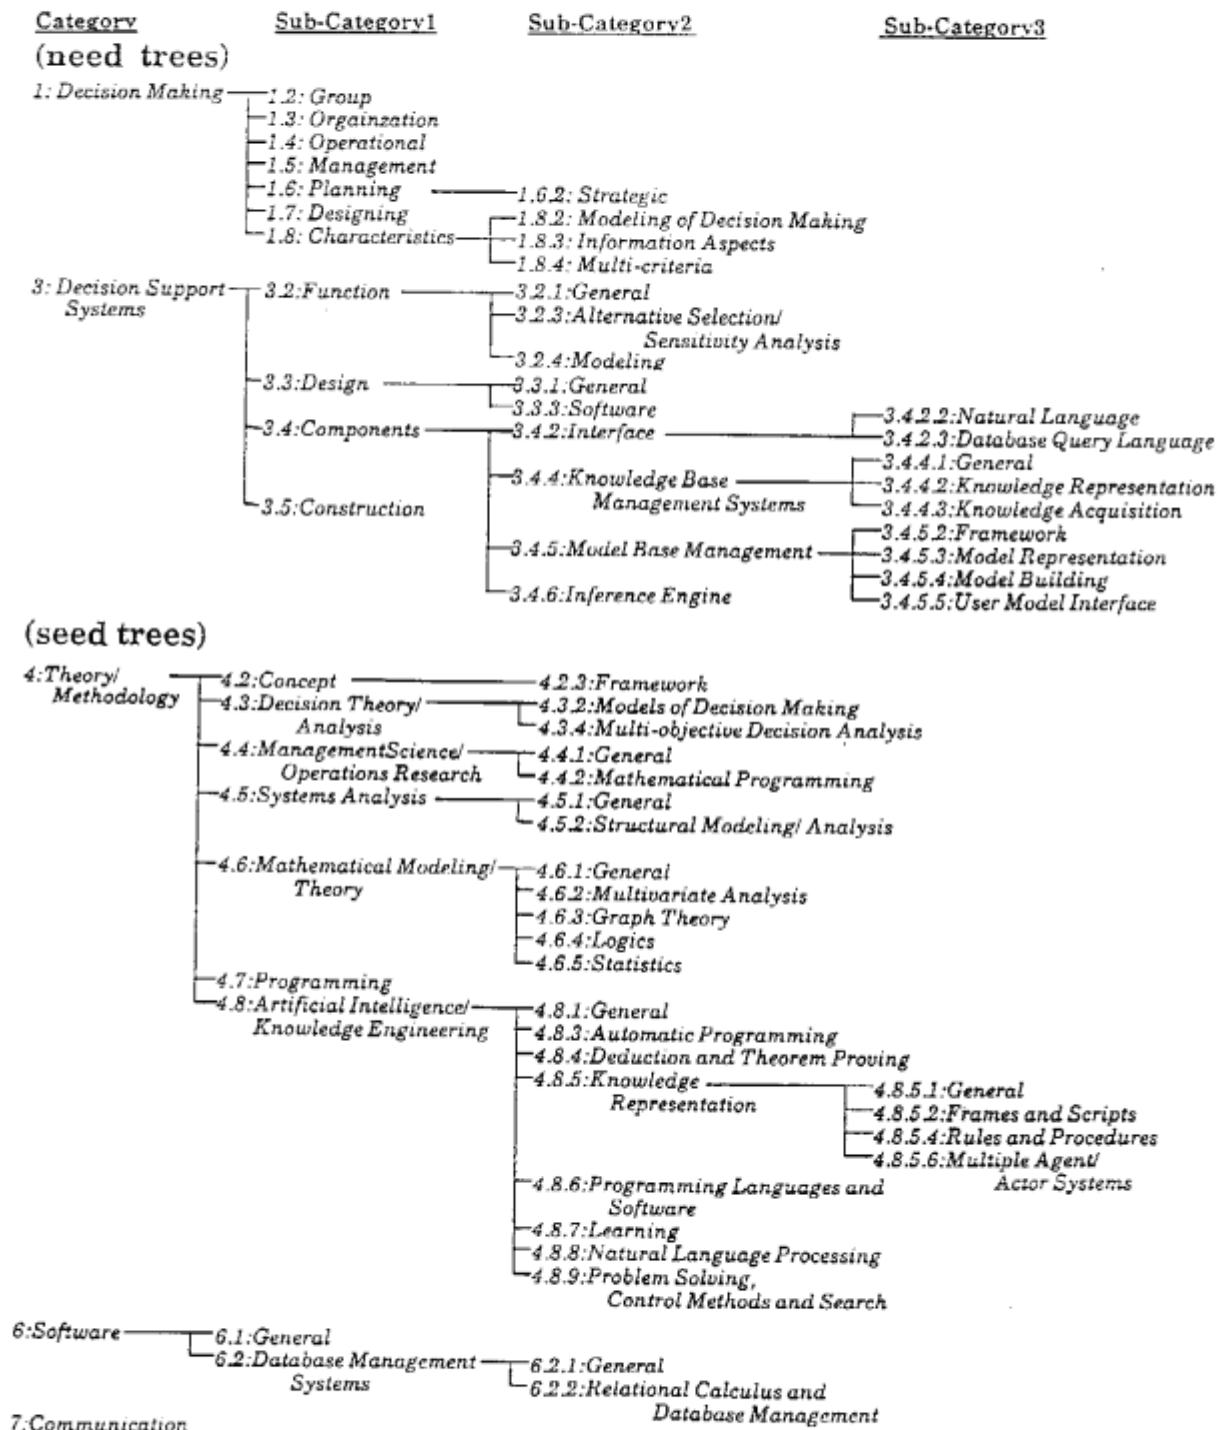 Category Sub-Category1 Sub-Category2 Sub-Category3
(need trees)
1: Decision Making 1.2: Group
1.3: Orgainzation
1.4: Operational
1.5: Management
1.6: Planning 1.6.2: Strategic
1.7: Designing 1.8.2: Modeling of Decision Making
1.8: Characteristics 1.8.3: Information Aspects
1.8.4: Multi-criteria
3: Decision Support 3.2:Function 3.2.1:General
Systems 3.2.3:Alternative Selection/
Sensitivity Analysis
3.2.4:Modeling
3.3:Design 3.3.1:General
3.3.3:Software
3.4:Components 3.4.2:Interface 3.4.2.2:Natural Language
3.4.2.3:Database Query Language
3.4.4:Knowledge Base 3.4.4.1:General
Management Systems 3.4.4.2:Knowledge Representation
3.5:Construction 3.4.4.3:Knowledge Acquisition
3.4.5.2:Framework
3.4.5:Model Base Management 3.4.5.3:Model Representation
3.4.5.4:Model Building
3.4.6:Inference Engine 3.4.5.5:User Model Interface
(seed trees)
4:Theory/ 4.2:Concept 4.2.3:Framework
Methodology 4.3:Decision Theory/ 4.3.2:Models of Decision Making
Analysis 4.3.4:Multi-objective Decision Analysis
4.4:ManagementScience/ 4.4.1:General
Operations Research 4.4.2:Mathematical Programming
4.5:Systems Analysis 4.5.1:General
4.5.2:Structural Modeling/ Analysis
4.6:Mathematical Modeling/ 4.6.1:General
Theory 4.6.2:Multivariate Analysis
4.6.3:Graph Theory
4.6.4:Logics
4.6.5:Statistics
4.7:Programming
4.8:Artificial Intelligence/ 4.8.1:General
Knowledge Engineering 4.8.3:Automatic Programming
4.8.4:Deduction and Theorem Proving
4.8.5:Knowledge 4.8.5.1:General
Representation 4.8.5.2:Frames and Scripts
4.8.5.4:Rules and Procedures
4.8.5.6:Multiple Agent/
Actor Systems
4.8.6:Programming Languages and
Software
4.8.7:Learning
4.8.8:Natural Language Processing
4.8.9:Problem Solving,
Control Methods and Search
6:Software 6.1:General
6.2:Database Management 6.2.1:General
Systems 6.2.2:Relational Calculus and
Database Management
7:Communication